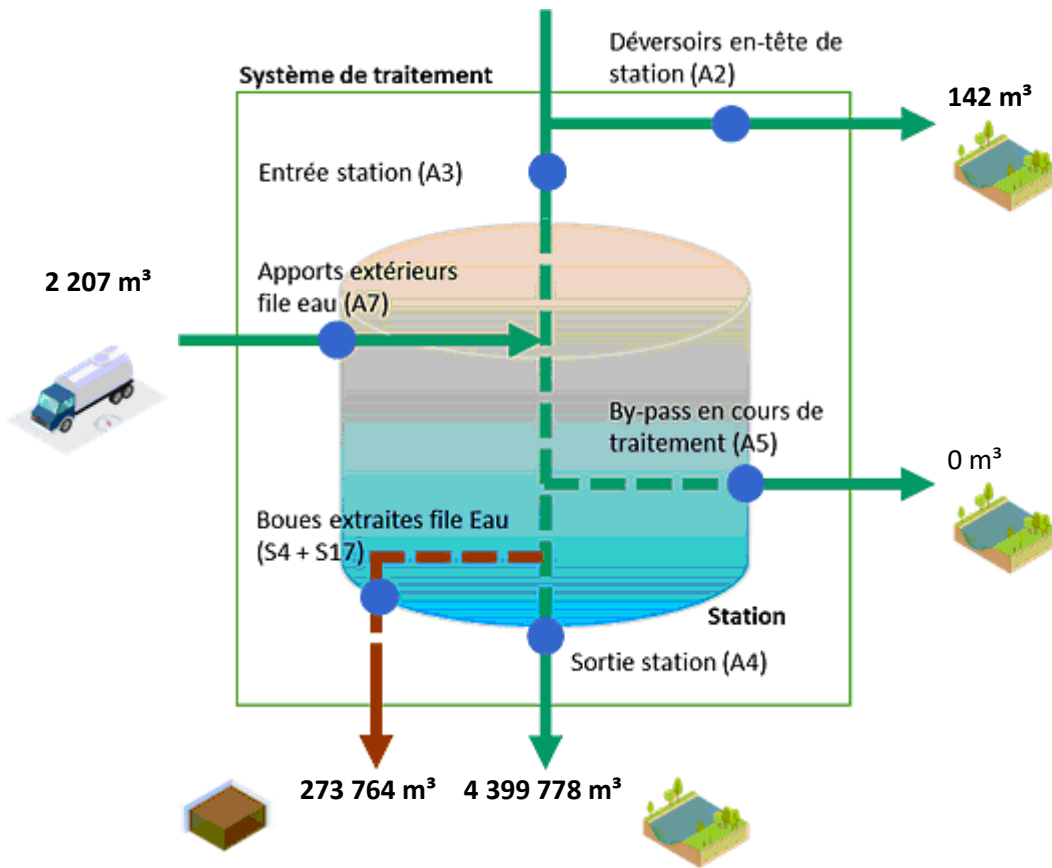 Déversoirs en-tête de
station (A2)
Système de traitement
142 m³
Entrée station (A3)
Apports extérieurs
file eau (A7)
2 207 m³
By-pass en cours de
traitement (A5)
0 m³
Boues extraites file Eau
(S4 + S17)
Station
Sortie station (A4)
273 764 m³
4 399 778 m³